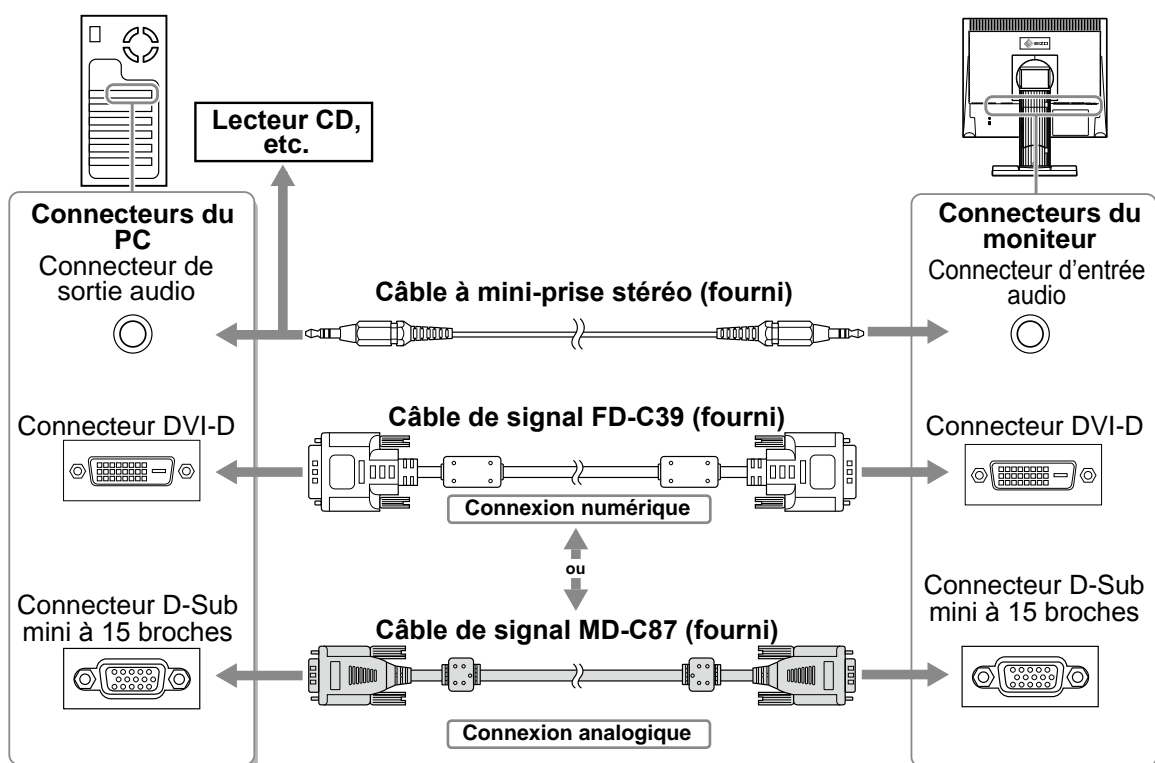 EIZO
Lecteur CD,
etc.
Connecteurs du
PC
Connecteur de
sortie audio
Câble à mini-prise stéréo (fourni)
Connecteurs du
moniteur
Connecteur d'entrée
audio
Connecteur DVI-D
Câble de signal FD-C39 (fourni)
Connexion numérique
Connecteur DVI-D
ou
Connecteur D-Sub
mini à 15 broches
Câble de signal MD-C87 (fourni)
Connexion analogique
Connecteur D-Sub
mini à 15 broches